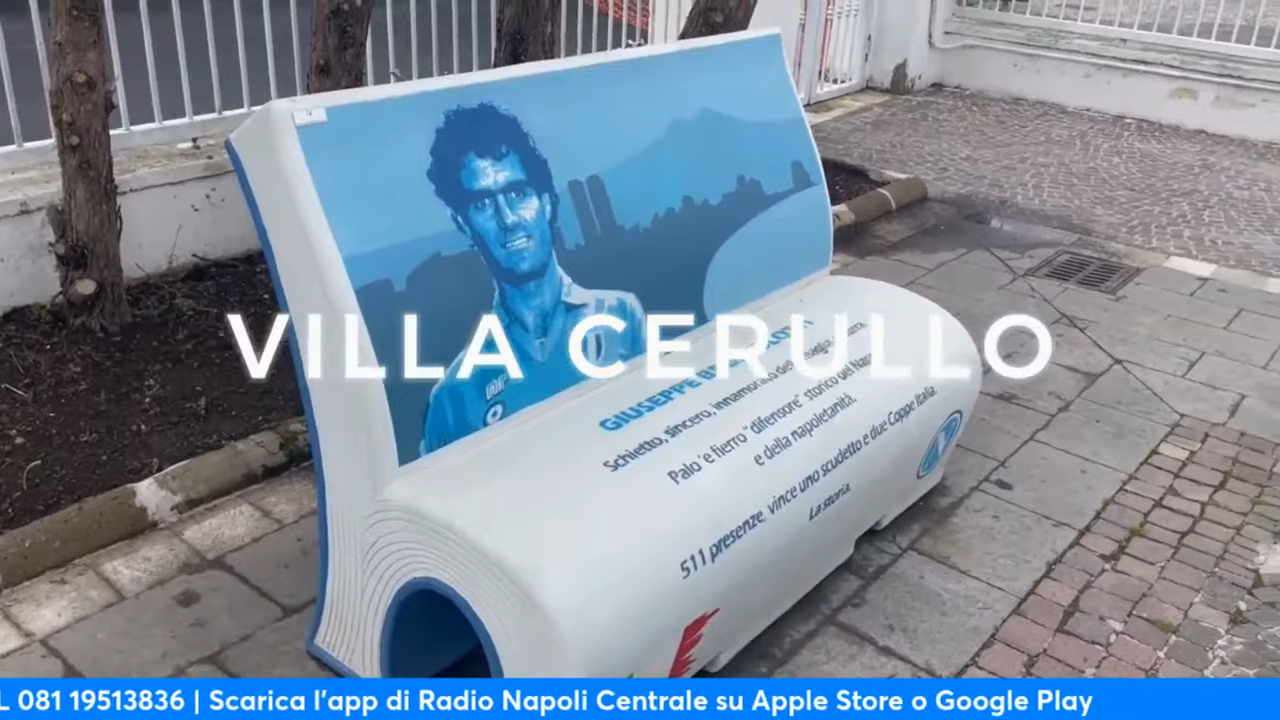 VILLA CERULLO
GIUSEPPE
Schietto, sincero, innamorato
Palo 'e fierro "difensore" storico del
e della napoletanità.
511 presenze, vince uno scudetto e due Coppe Italia.
La storia.
081 19513836 | Scarica l'app di Radio Napoli Centrale su Apple Store o Google Play